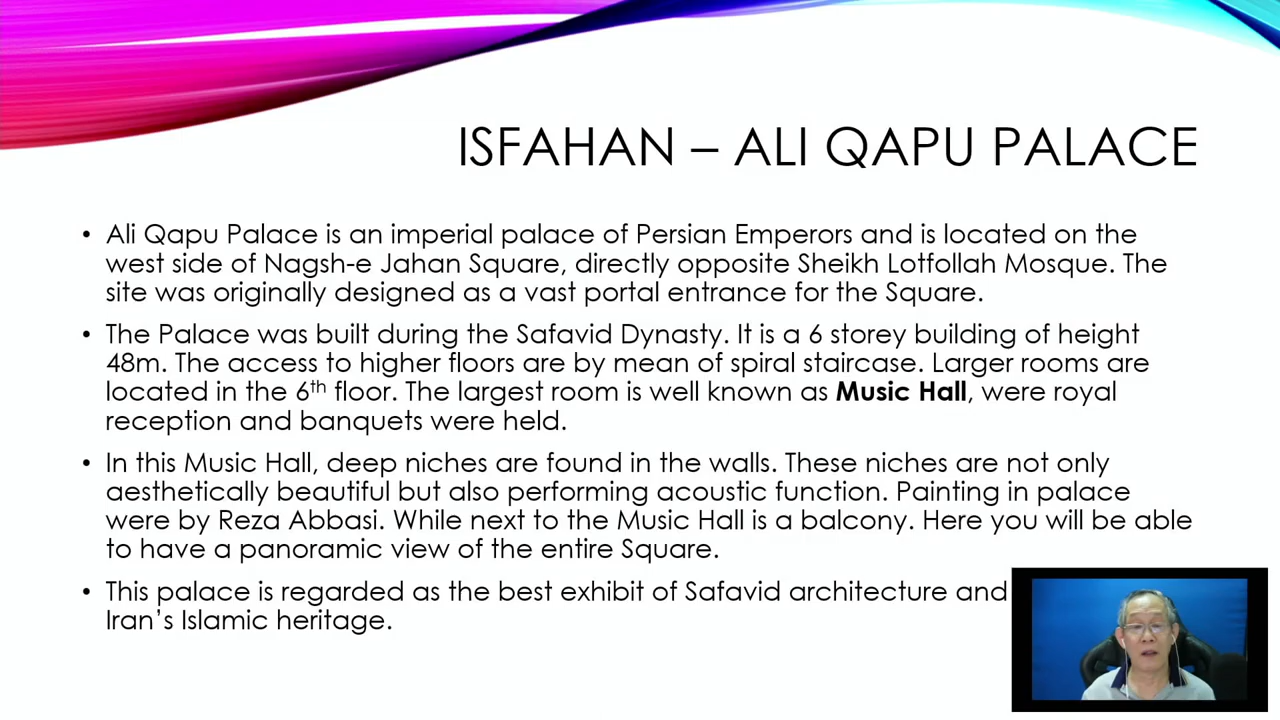 ISFAHAN – ALI QAPU PALACE
• Ali Qapu Palace is an imperial palace of Persian Emperors and is located on the
west side of Nagsh-e Jahan Square, directly opposite Sheikh Lotfollah Mosque. The
site was originally designed as a vast portal entrance for the Square.
• The Palace was built during the Safavid Dynasty. It is a 6 storey building of height
48m. The access to higher floors are by mean of spiral staircase. Larger rooms are
located in the 6th floor. The largest room is well known as Music Hall, were royal
reception and banquets were held.
• In this Music Hall, deep niches are found in the walls. These niches are not only
aesthetically beautiful but also performing acoustic function. Painting in palace
were by Reza Abbasi. While next to the Music Hall is a balcony. Here you will be able
to have a panoramic view of the entire Square.
• This palace is regarded as the best exhibit of Safavid architecture and
Iran's Islamic heritage.